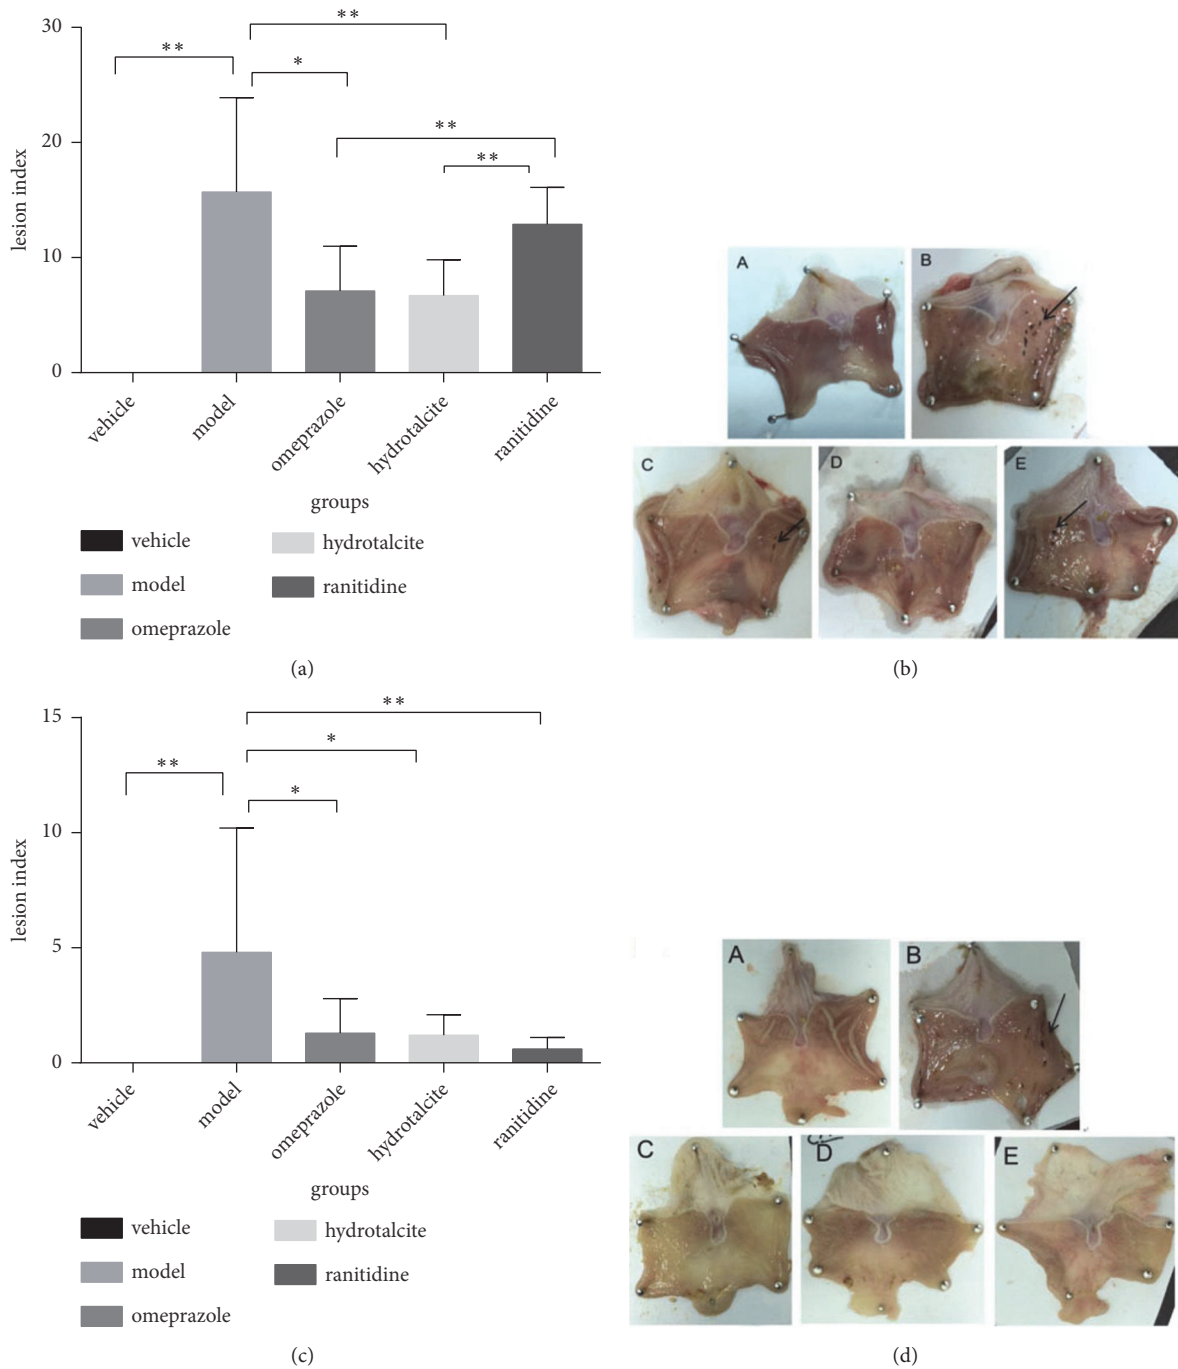 30
20
10
0
lesion index
**
**
*
**
**
vehicle
model
omeprazole
hydrotalcite
ranitidine
groups
vehicle
model
omeprazole
hydrotalcite
ranitidine
(a)
A
B
C
D
E
(b)
15
10
5
0
lesion index
**
*
**
*
vehicle
model
omeprazole
hydrotalcite
ranitidine
groups
vehicle
model
omeprazole
hydrotalcite
ranitidine
(c)
A
B
C
D
E
(d)